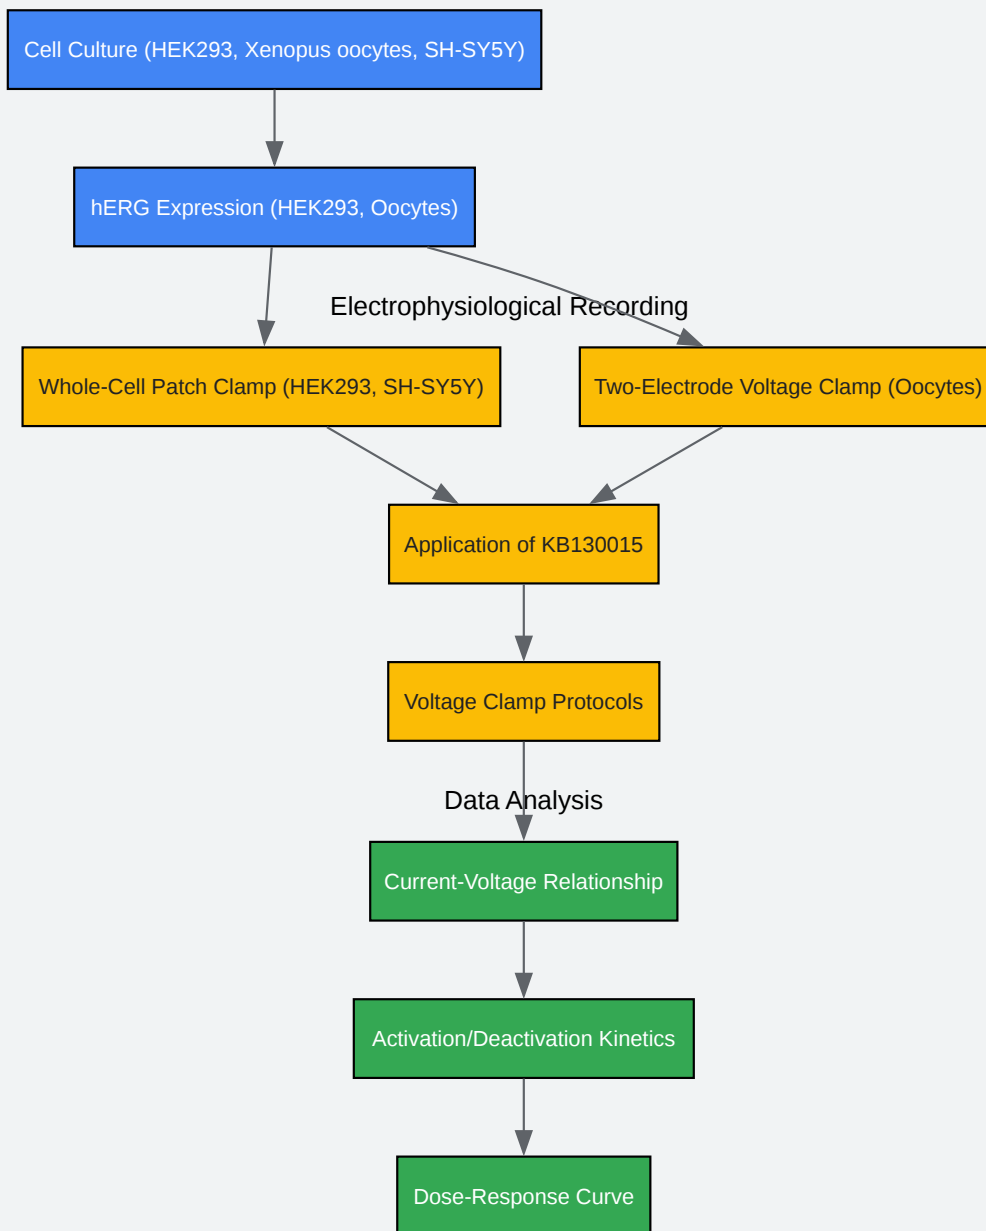 Cell Culture (HEK293, Xenopus oocytes, SH-SY5Y)
hERG Expression (HEK293, Oocytes)
Electrophysiological Recording
Whole-Cell Patch Clamp (HEK293, SH-SY5Y)
Two-Electrode Voltage Clamp (Oocytes)
Application of KB130015
Voltage Clamp Protocols
Data Analysis
Current-Voltage Relationship
Activation/Deactivation Kinetics
Dose-Response Curve